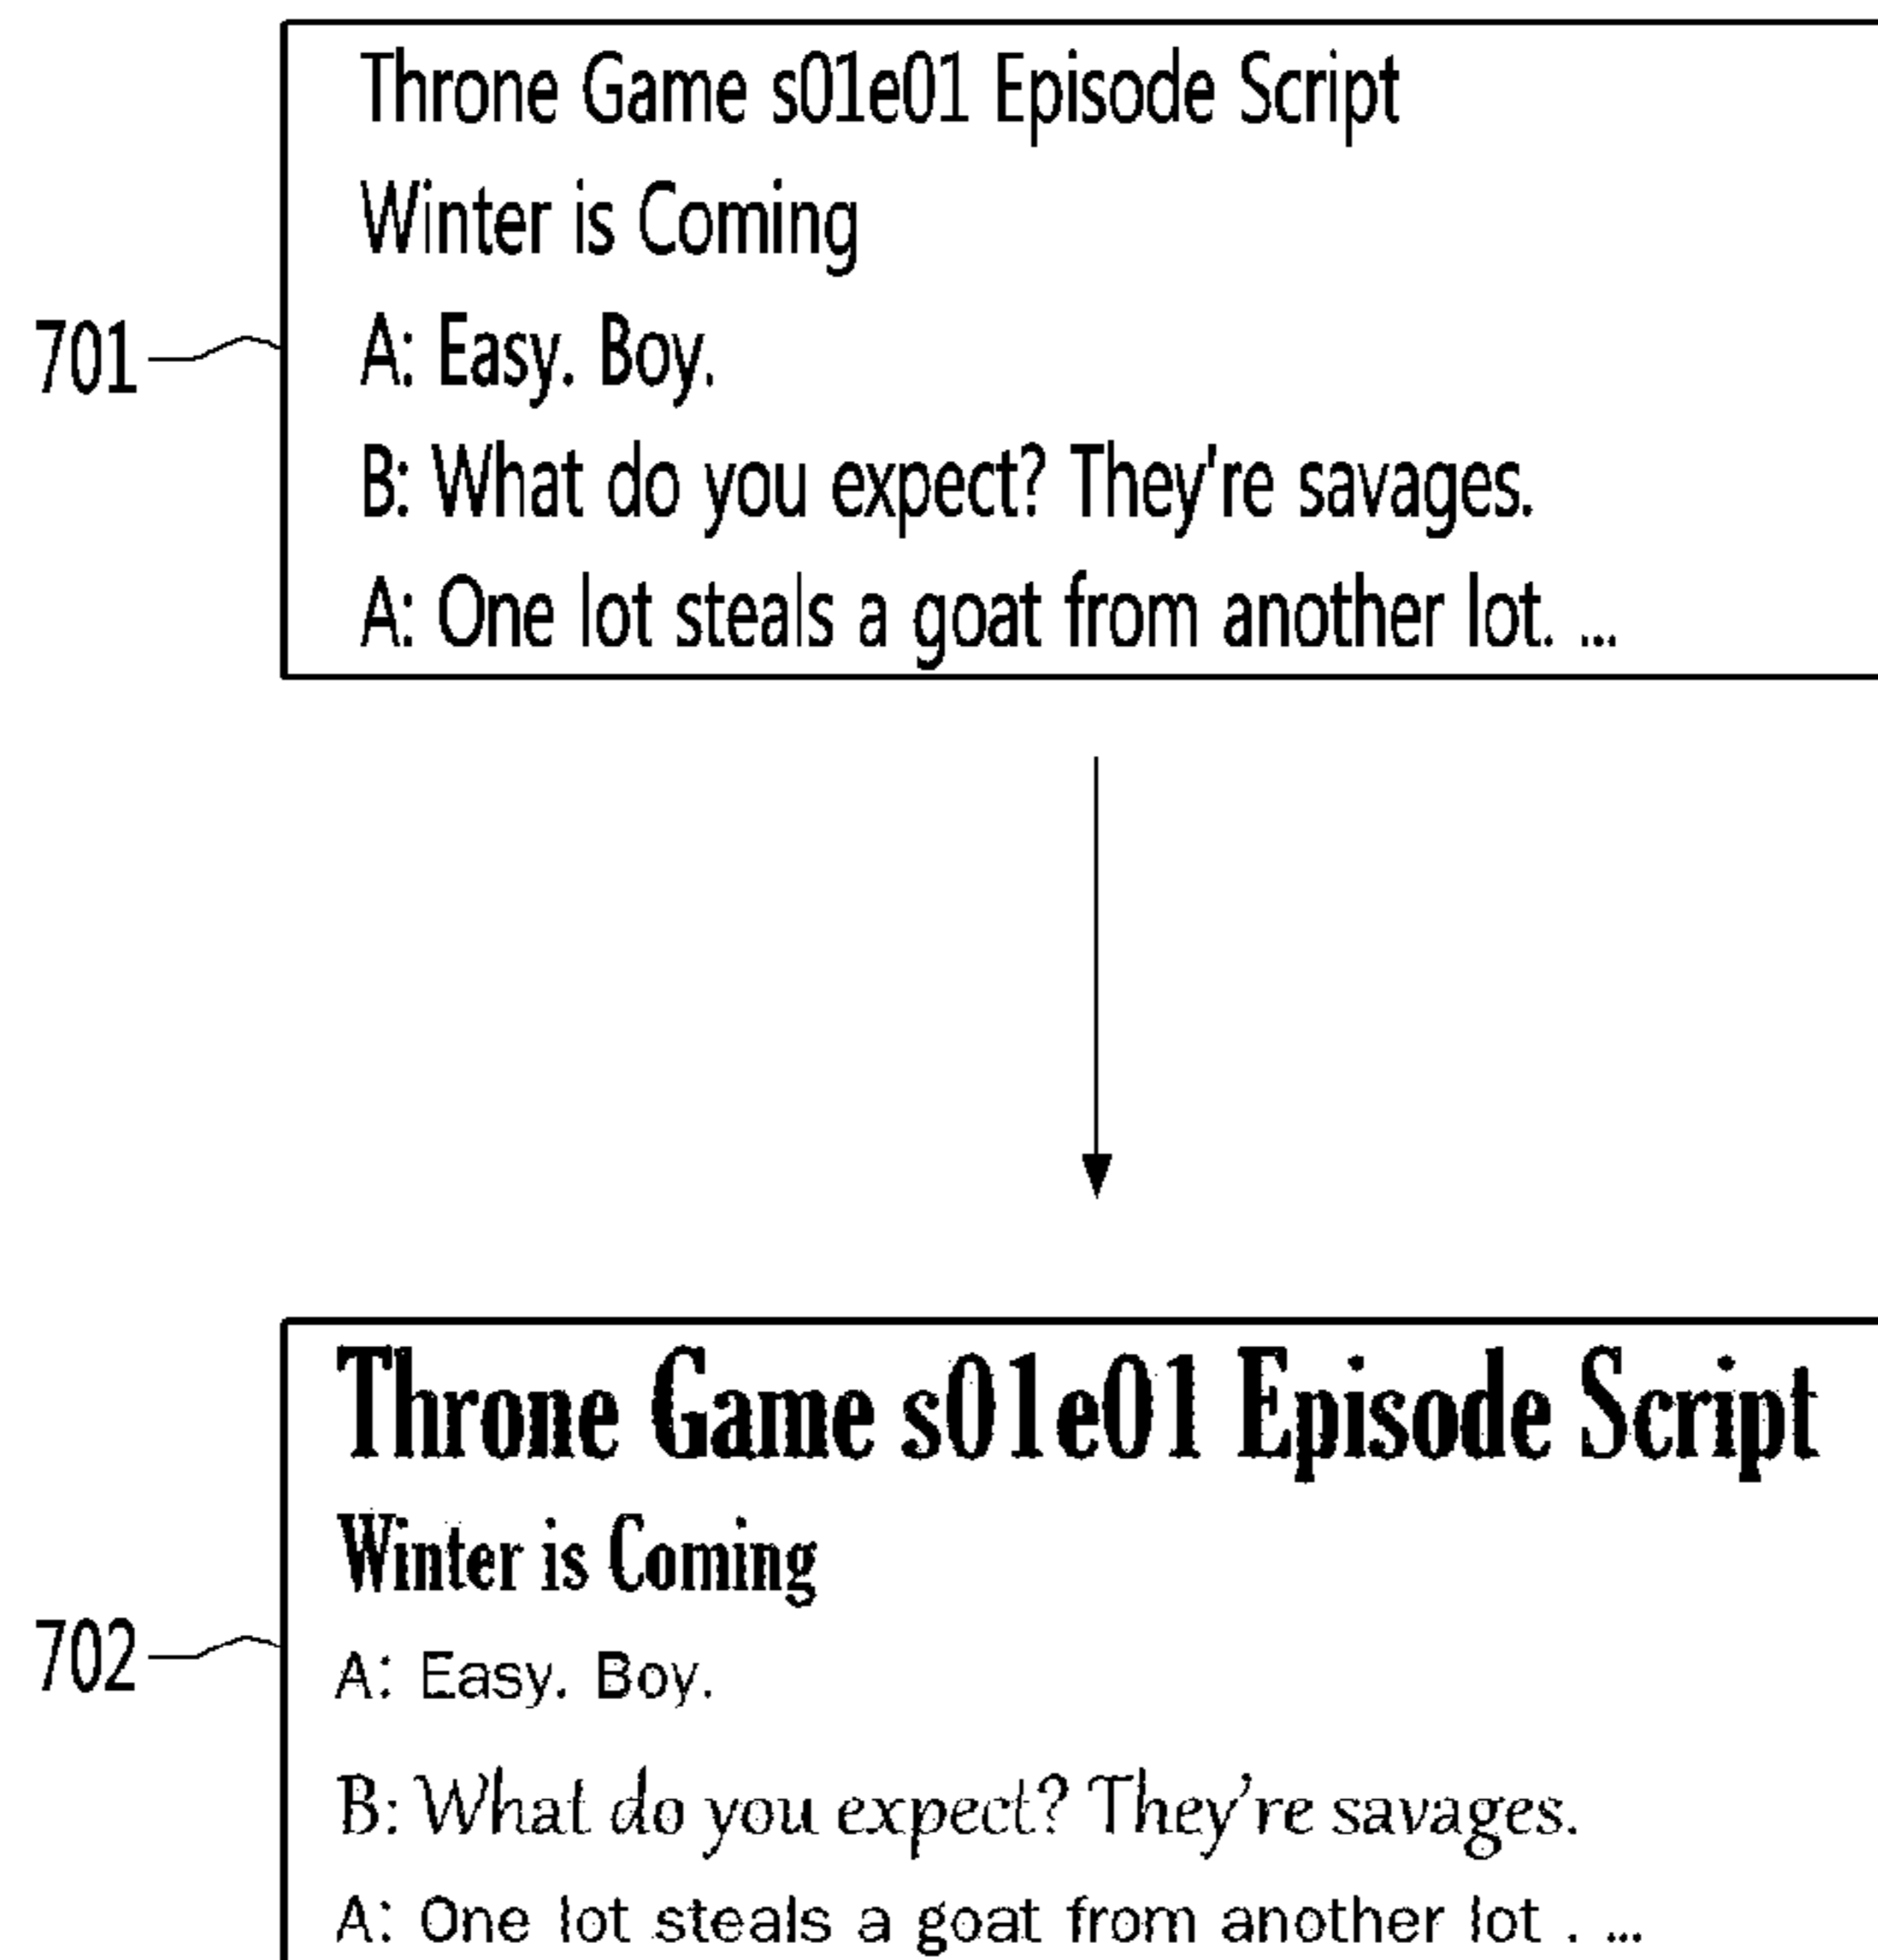 Throne Game s01e01 Episode Script
Winter is Coming
701
A: Easy. Boy.
B: What do you expect? They're savages.
A: One lot steals a goat from another lot. ...
Throne Game s01e01 Episode Script
Winter is Coming
702
A: Easy. Boy.
B: What do you expect? They're savages.
A: One lot steals a goat from another lot . ...